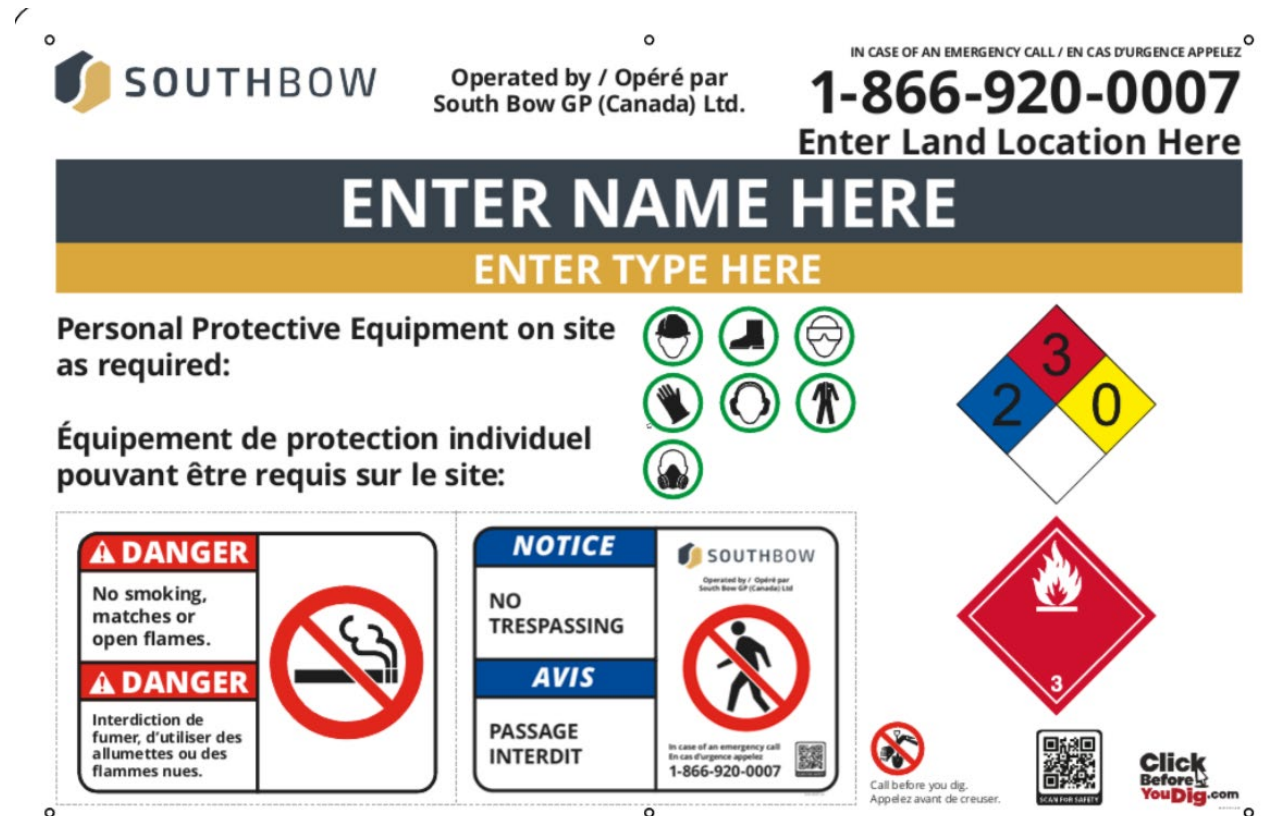 SOUTHBOW
Operated by / Opéré par
South Bow GP (Canada) Ltd.
IN CASE OF AN EMERGENCY CALL / EN CAS D'URGENCE APPELEZ
1-866-920-0007
Enter Land Location Here
ENTER NAME HERE
ENTER TYPE HERE
Personal Protective Equipment on site
as required:
Équipement de protection individuel
pouvant être requis sur le site:
3
2
0
DANGER
No smoking,
matches or
open flames.
DANGER
Interdiction de
fumer, d'utiliser des
allumettes ou des
flammes nues.
NOTICE
NO
TRESPASSING
AVIS
PASSAGE
INTERDIT
SOUTHBOW
Operated by / Opéré par
South Bow GP (Canada) Ltd
In case of an emergency call
En cas d'urgence appelez
1-866-920-0007
3
Call before you dig.
Appelez avant de creuser.
SCAN FOR SAFETY
Click
Before
YouDig.com